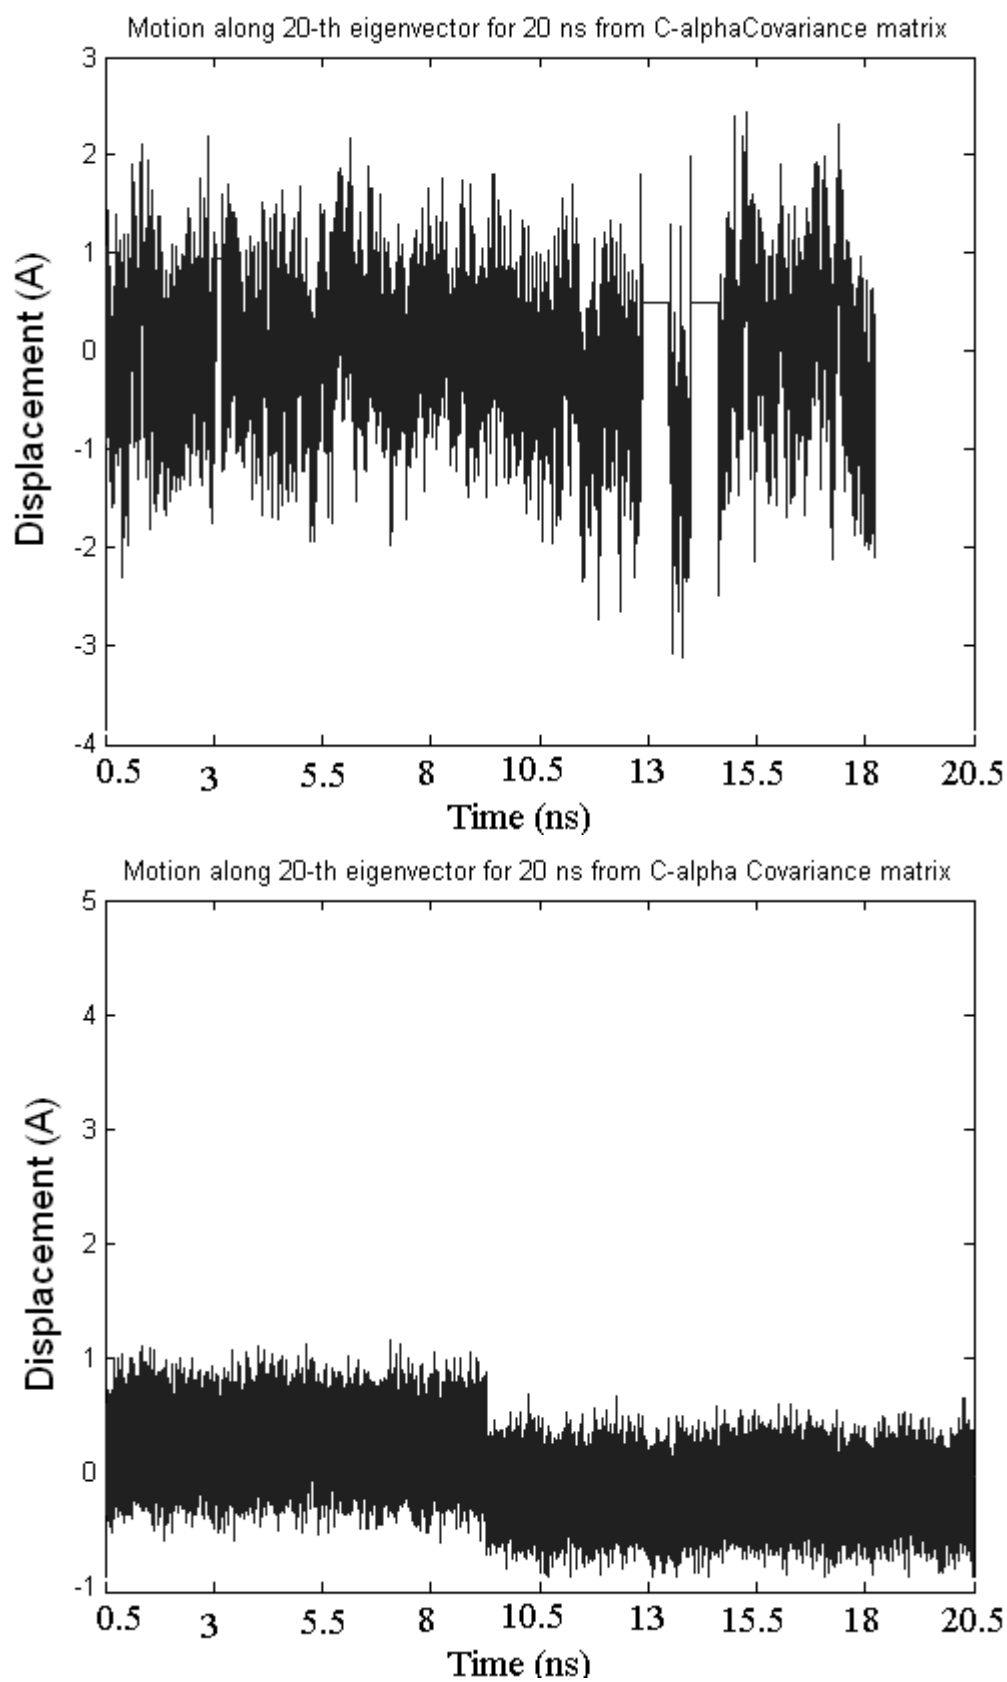 Motion along 20-th eigenvector for 20 ns from C-alphaCovariance matrix
3
2
1
0
-1
-2
-3
-4
Displacement (A)
0.5 3 5.5 8 10.5 13 15.5 18 20.5
Time (ns)
Motion along 20-th eigenvector for 20 ns from C-alpha Covariance matrix
5
4
3
2
1
0
-1
Displacement (A)
0.5 3 5.5 8 10.5 13 15.5 18 20.5
Time (ns)